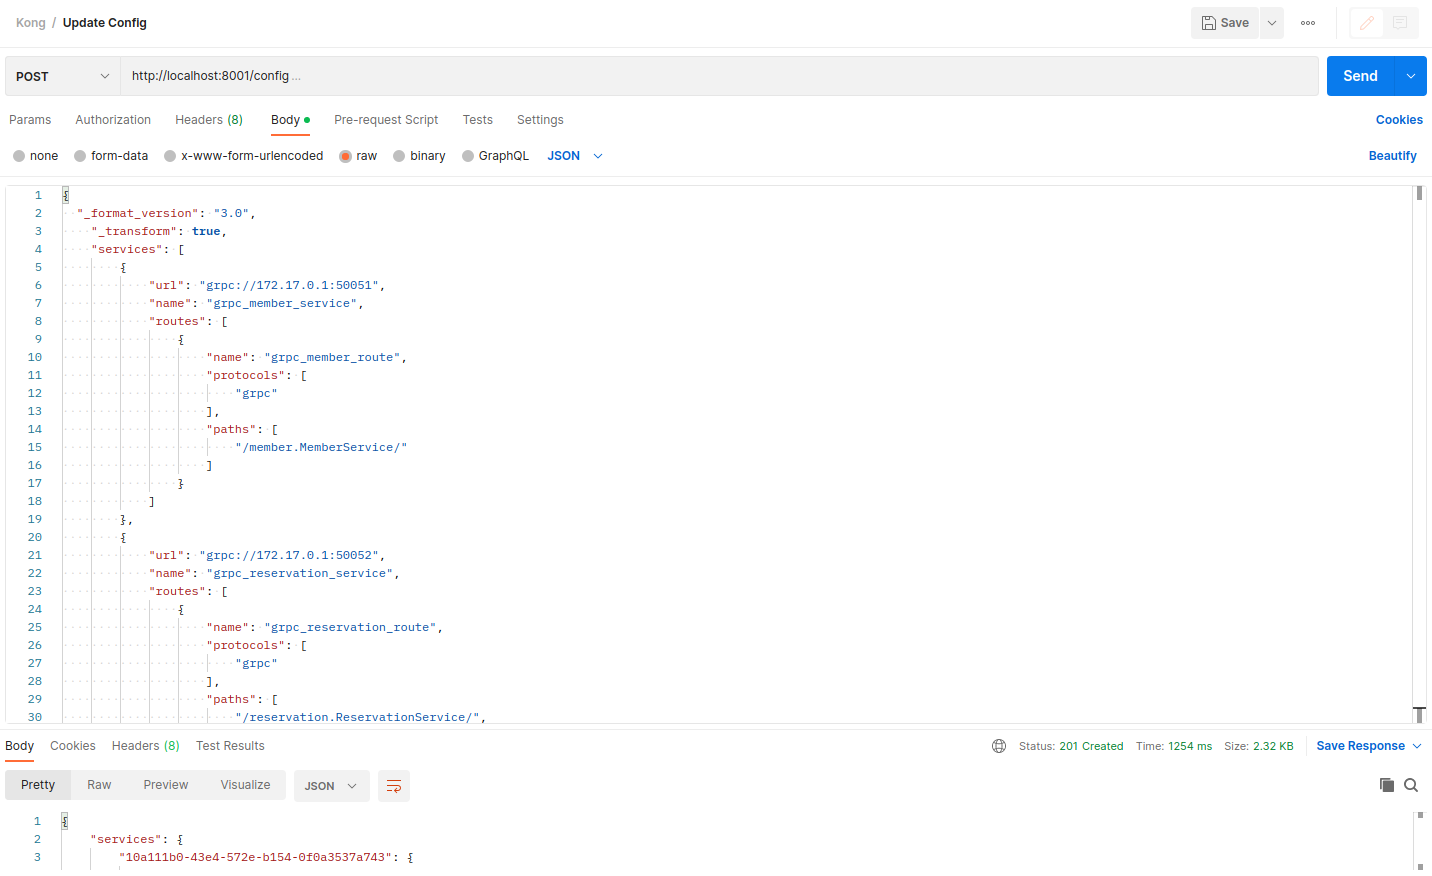 Kong / Update Config
Save
POST http://localhost:8001/config ... Send
Params Authorization Headers (8) Body Pre-request Script Tests Settings Cookies
none form-data x-www-form-urlencoded raw binary GraphQL JSON Beautify
1 {
2 "_format_version": "3.0",
3 "_transform": true,
4 "services": [
5 {
6 "url": "grpc://172.17.0.1:50051",
7 "name": "grpc_member_service",
8 "routes": [
9 {
10 "name": "grpc_member_route",
11 "protocols": [
12 "grpc"
13 ],
14 "paths": [
15 "/member.MemberService/"
16 ]
17 }
18 ]
19 },
20 {
21 "url": "grpc://172.17.0.1:50052",
22 "name": "grpc_reservation_service",
23 "routes": [
24 {
25 "name": "grpc_reservation_route",
26 "protocols": [
27 "grpc"
28 ],
29 "paths": [
30 "/reservation.ReservationService/",
Body Cookies Headers (8) Test Results Status: 201 Created Time: 1254 ms Size: 2.32 KB Save Response
Pretty Raw Preview Visualize JSON
1 {
2 "services": {
3 "10a111b0-43e4-572e-b154-0f0a3537a743": {